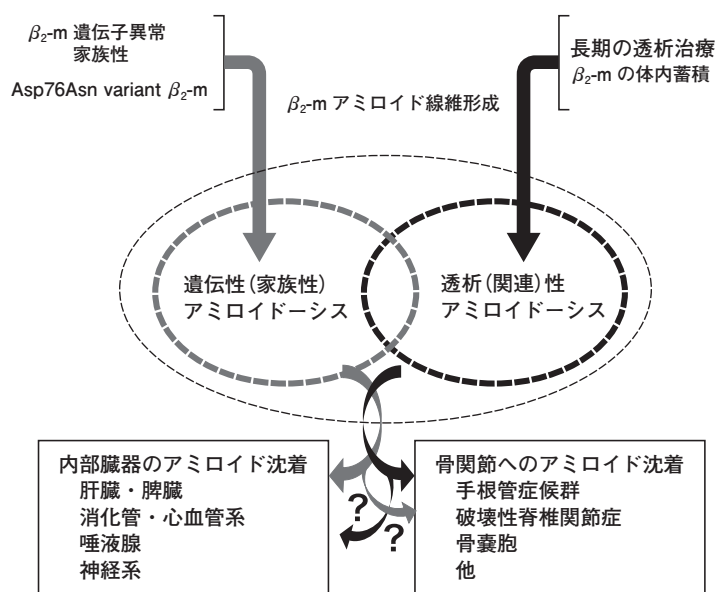 β₂-m 遺伝子異常
家族性
Asp76Asn variant β₂-m
長期の透析治療
β₂-m の体内蓄積
β₂-m アミロイド線維形成
遺伝性(家族性)
アミロイドーシス
透析(関連)性
アミロイドーシス
内部臓器のアミロイド沈着
肝臓・脾臓
消化管・心血管系
唾液腺
神経系
?
?
骨関節へのアミロイド沈着
手根管症候群
破壊性脊椎関節症
骨嚢胞
他